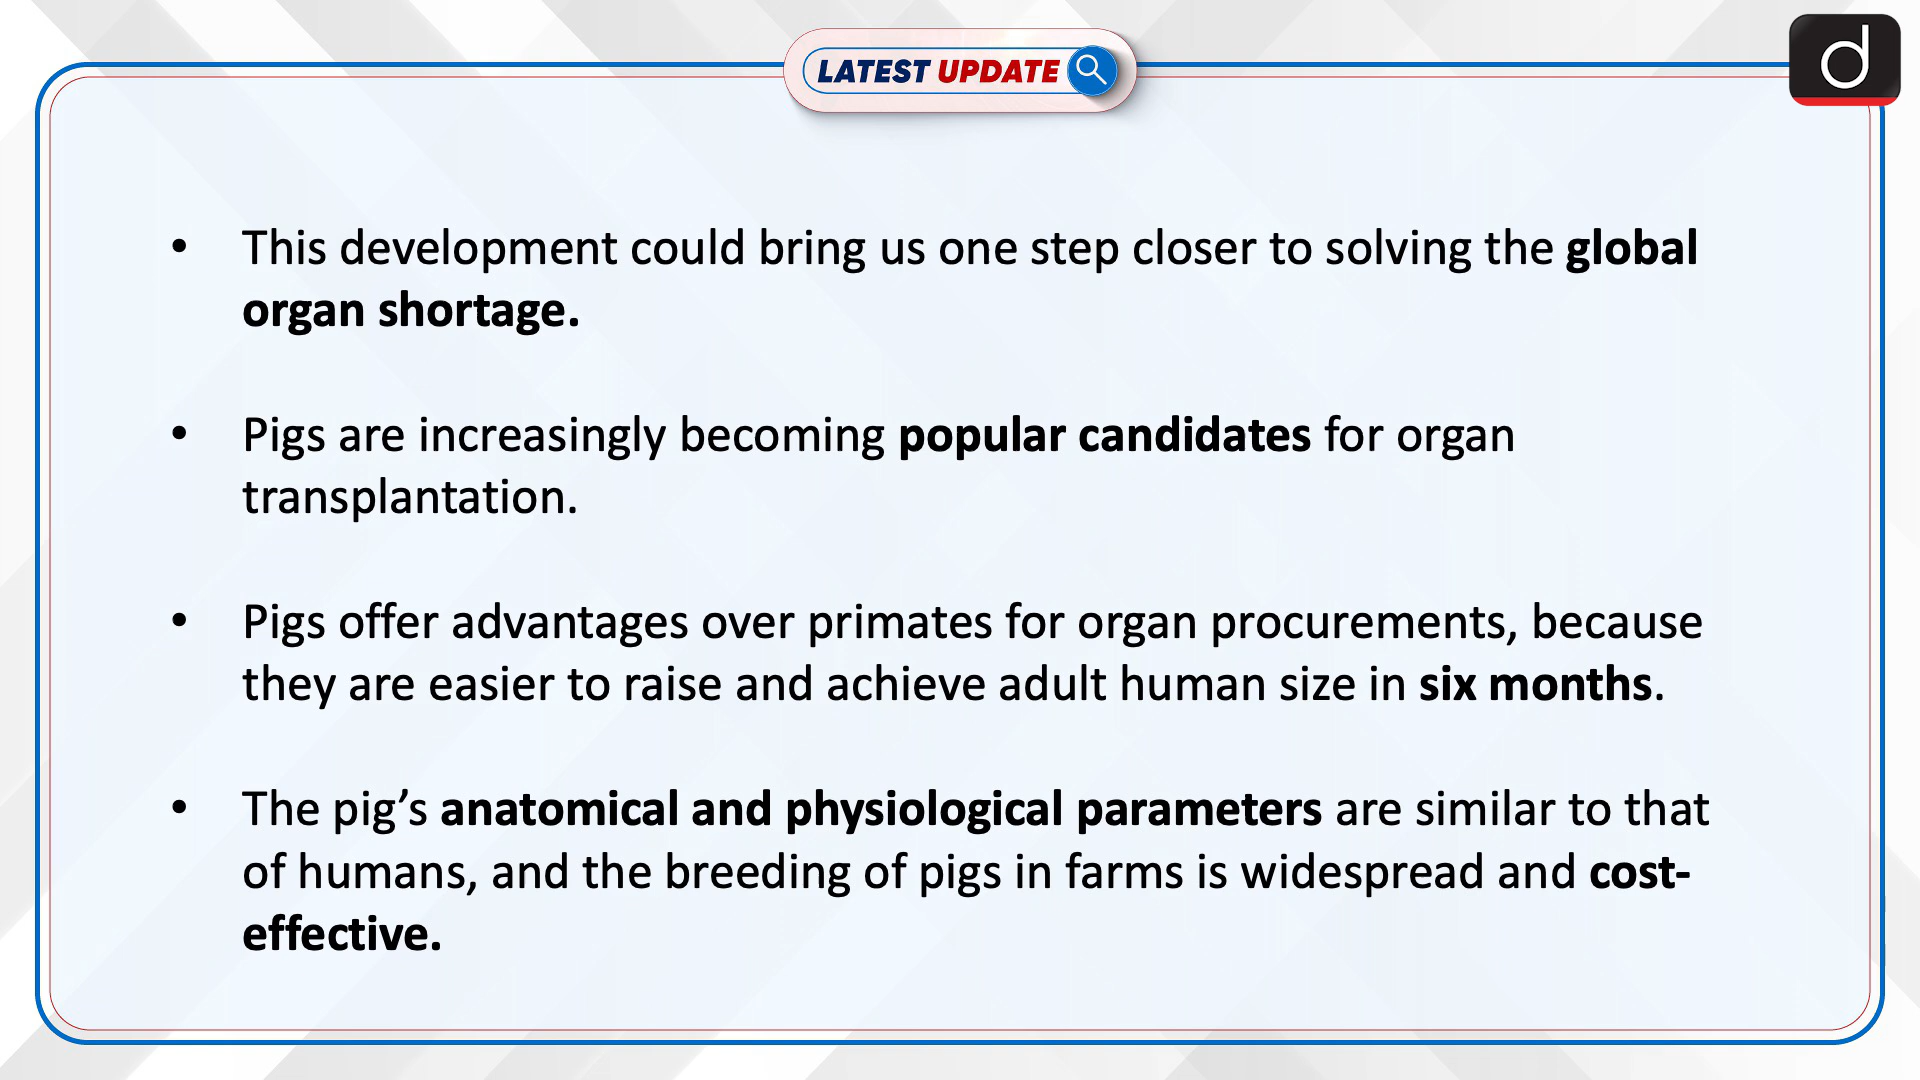 LATEST UPDATE
d
• This development could bring us one step closer to solving the global
organ shortage.
• Pigs are increasingly becoming popular candidates for organ
transplantation.
• Pigs offer advantages over primates for organ procurements, because
they are easier to raise and achieve adult human size in six months.
• The pig’s anatomical and physiological parameters are similar to that
of humans, and the breeding of pigs in farms is widespread and cost-
effective.